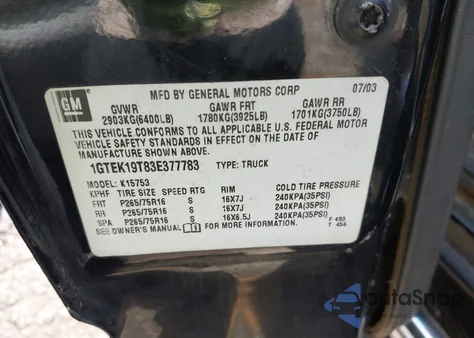 GM
MFD BY GENERAL MOTORS CORP 07/03
GVWR GAWR FRT GAWR RR
2903KG(6400LB) 1780KG(3925LB) 1701KG(3750LB)
THIS VEHICLE CONFORMS TO ALL APPLICABLE U.S. FEDERAL MOTOR
VEHICLE SAFETY STANDARDS IN EFFECT ON THE DATE OF
MANUFACTURE SHOWN ABOVE.
1GTEK19T83E377783 TYPE: TRUCK
MODEL: K15753
KPHF TIRE SIZE SPEED RTG RIM COLD TIRE PRESSURE
FRT P265/75R16 S 16X7J 240KPA(35PSI)
RR P265/75R16 S 16X7J 240KPA(35PSI)
SPA P265/75R16 S 16X6.5J 240KPA(35PSI)
SEE OWNER'S MANUAL FOR MORE INFORMATION F 493
T 456
autoSnap